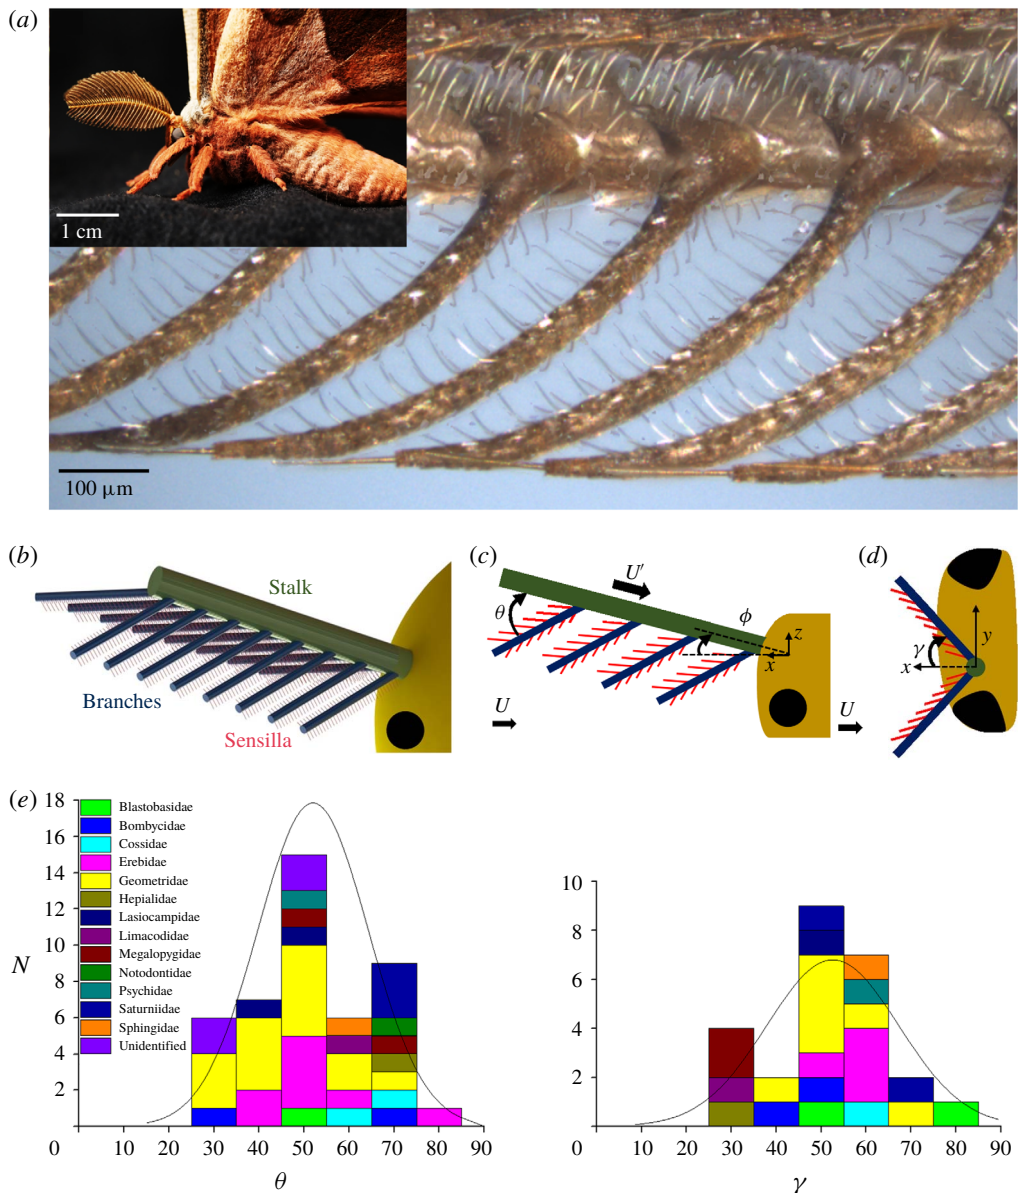 (a)
1 cm
100 μm
(b)
Stalk
Branches
Sensilla
(c)
U'
θ
ϕ
z
x
U
(d)
γ
x
y
U
(e)
18
16
14
12
10
8
6
4
2
N
Blastobasidae
Bombycidae
Cossidae
Erebidae
Geometridae
Hepialidae
Lasiocampidae
Limacodidae
Megalopygidae
Notodontidae
Psychidae
Saturniidae
Sphingidae
Unidentified
0 10 20 30 40 50 60 70 80 90
θ
10
8
6
4
2
0 10 20 30 40 50 60 70 80 90
γ